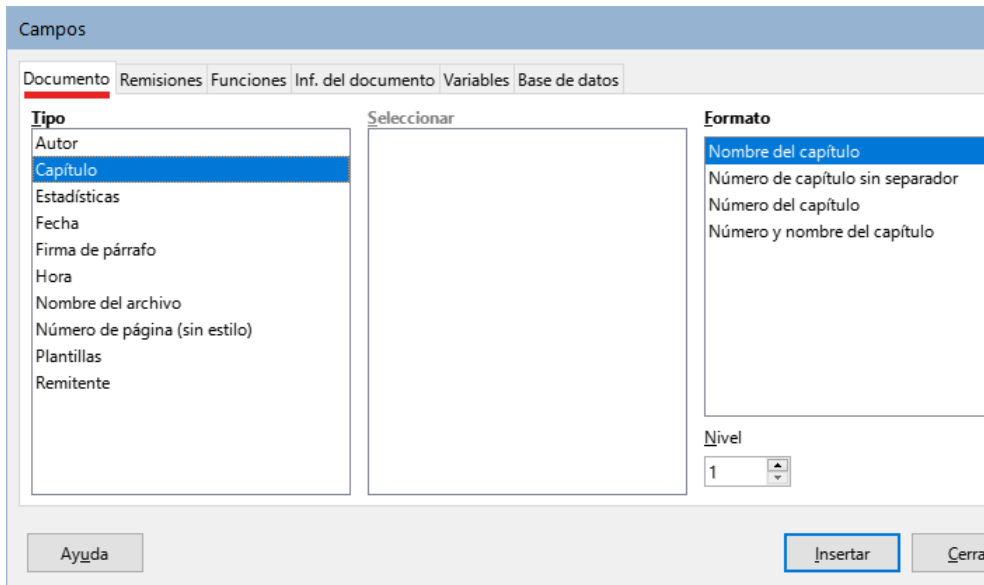 Campos
Documento Remisiones Funciones Inf. del documento Variables Base de datos
Tipo
Autor
Capítulo
Estadísticas
Fecha
Firma de párrafo
Hora
Nombre del archivo
Número de página (sin estilo)
Plantillas
Remitente
Seleccionar
Formato
Nombre del capítulo
Número de capítulo sin separador
Número del capítulo
Número y nombre del capítulo
Nivel
1
Ayuda
Insertar
Cerra